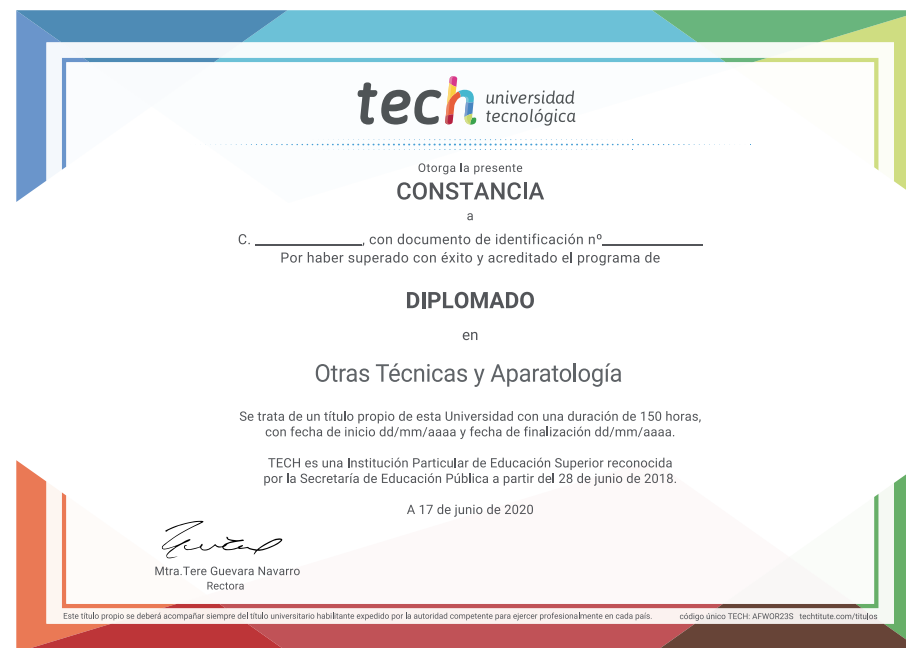 tech universidad
tecnológica
Otorga la presente
CONSTANCIA
a
C. ______________, con documento de identificación nº_____________
Por haber superado con éxito y acreditado el programa de
DIPLOMADO
en
Otras Técnicas y Aparatología
Se trata de un título propio de esta Universidad con una duración de 150 horas,
con fecha de inicio dd/mm/aaaa y fecha de finalización dd/mm/aaaa.
TECH es una Institución Particular de Educación Superior reconocida
por la Secretaría de Educación Pública a partir del 28 de junio de 2018.
A 17 de junio de 2020
Mtra.Tere Guevara Navarro
Rectora
Este título propio se deberá acompañar siempre del título universitario habilitante expedido por la autoridad competente para ejercer profesionalmente en cada país. código único TECH: AFWOR23S techtitute.com/titulos